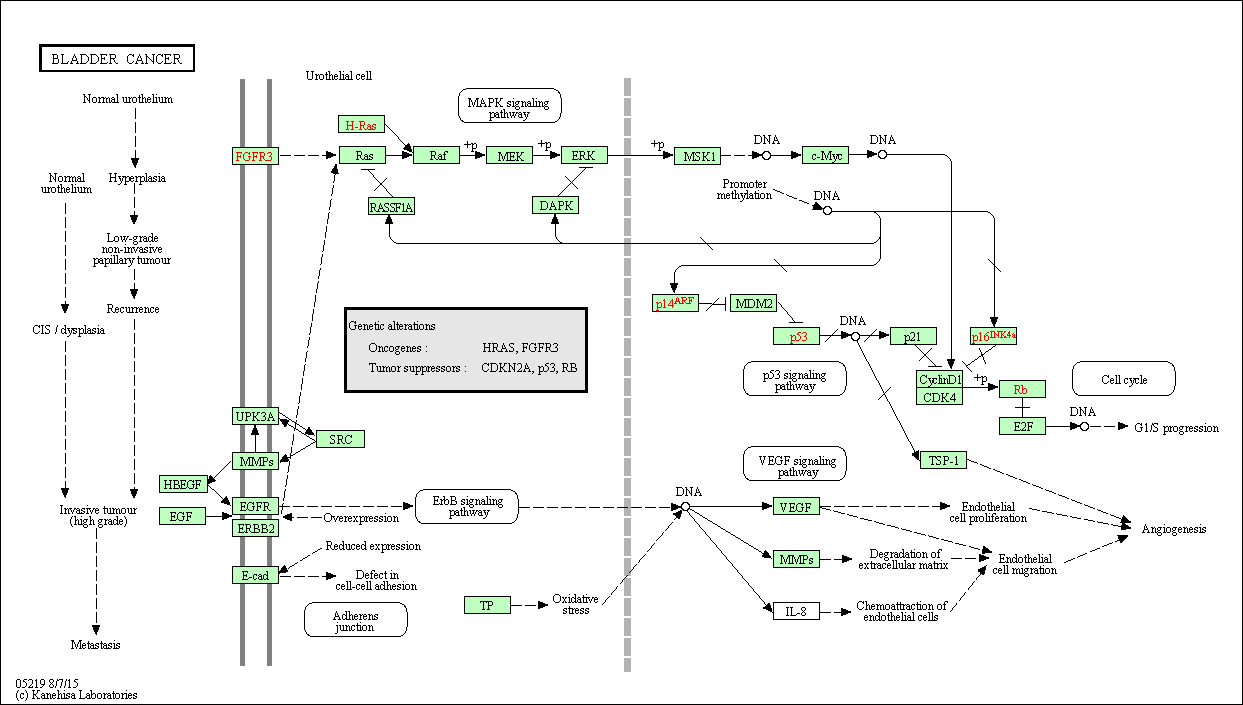 BLADDER CANCER
Urothelial cell
Normal urothelium
MAPK signaling
pathway
H-Ras
FGFR3
Ras
Raf
+p
MEK
+p
ERK
+p
MSK1
DNA
c-Myc
DNA
Normal
urothelium
Hyperplasia
Promoter
methylation
DNA
RASSF1A
DAPK
Low-grade
non-invasive
papillary tumour
Recurrence
CIS / dysplasia
p14ARF
MDM2
p53
DNA
p21
p16INK4a
Genetic alterations
Oncogenes : HRAS, FGFR3
Tumor suppressors : CDKN2A, p53, RB
p53 signaling
pathway
CyclinD1
CDK4
+p
Rb
Cell cycle
UPK3A
SRC
E2F
DNA
G1/S progression
MMPs
VEGF signaling
pathway
TSP-1
HBEGF
EGFR
EGF
ERBB2
Overexpression
ErbB signaling
pathway
DNA
VEGF
Endothelial
cell proliferation
Angiogenesis
Invasive tumour
(high grade)
Reduced expression
E-cad
Defect in
cell-cell adhesion
MMPs
Degradation of
extracellular matrix
Endothelial
cell migration
TP
Oxidative
stress
IL-8
Chemoattraction of
endothelial cells
Adherens
junction
Metastasis
05219 8/7/15
(c) Kanehisa Laboratories